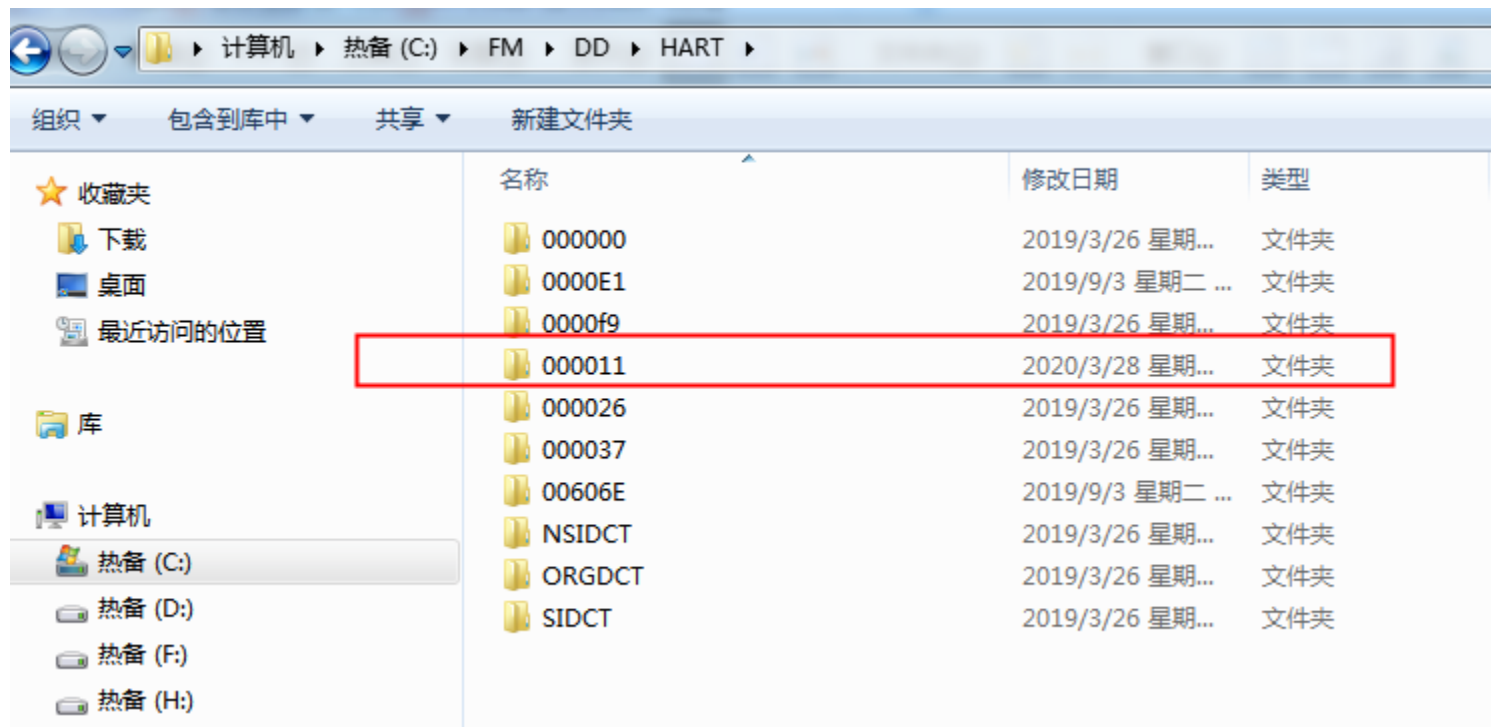 计算机 热备 (C:) FM DD HART
组织 包含到库中 共享 新建文件夹
收藏夹
下载
桌面
最近访问的位置
库
计算机
热备 (C:)
热备 (D:)
热备 (F:)
热备 (H:)
名称 修改日期 类型
000000 2019/3/26 星期... 文件夹
0000E1 2019/9/3 星期二 ... 文件夹
0000f9 2019/3/26 星期... 文件夹
000011 2020/3/28 星期... 文件夹
000026 2019/3/26 星期... 文件夹
000037 2019/3/26 星期... 文件夹
00606E 2019/9/3 星期二 ... 文件夹
NSIDCT 2019/3/26 星期... 文件夹
ORGDCT 2019/3/26 星期... 文件夹
SIDCT 2019/3/26 星期... 文件夹